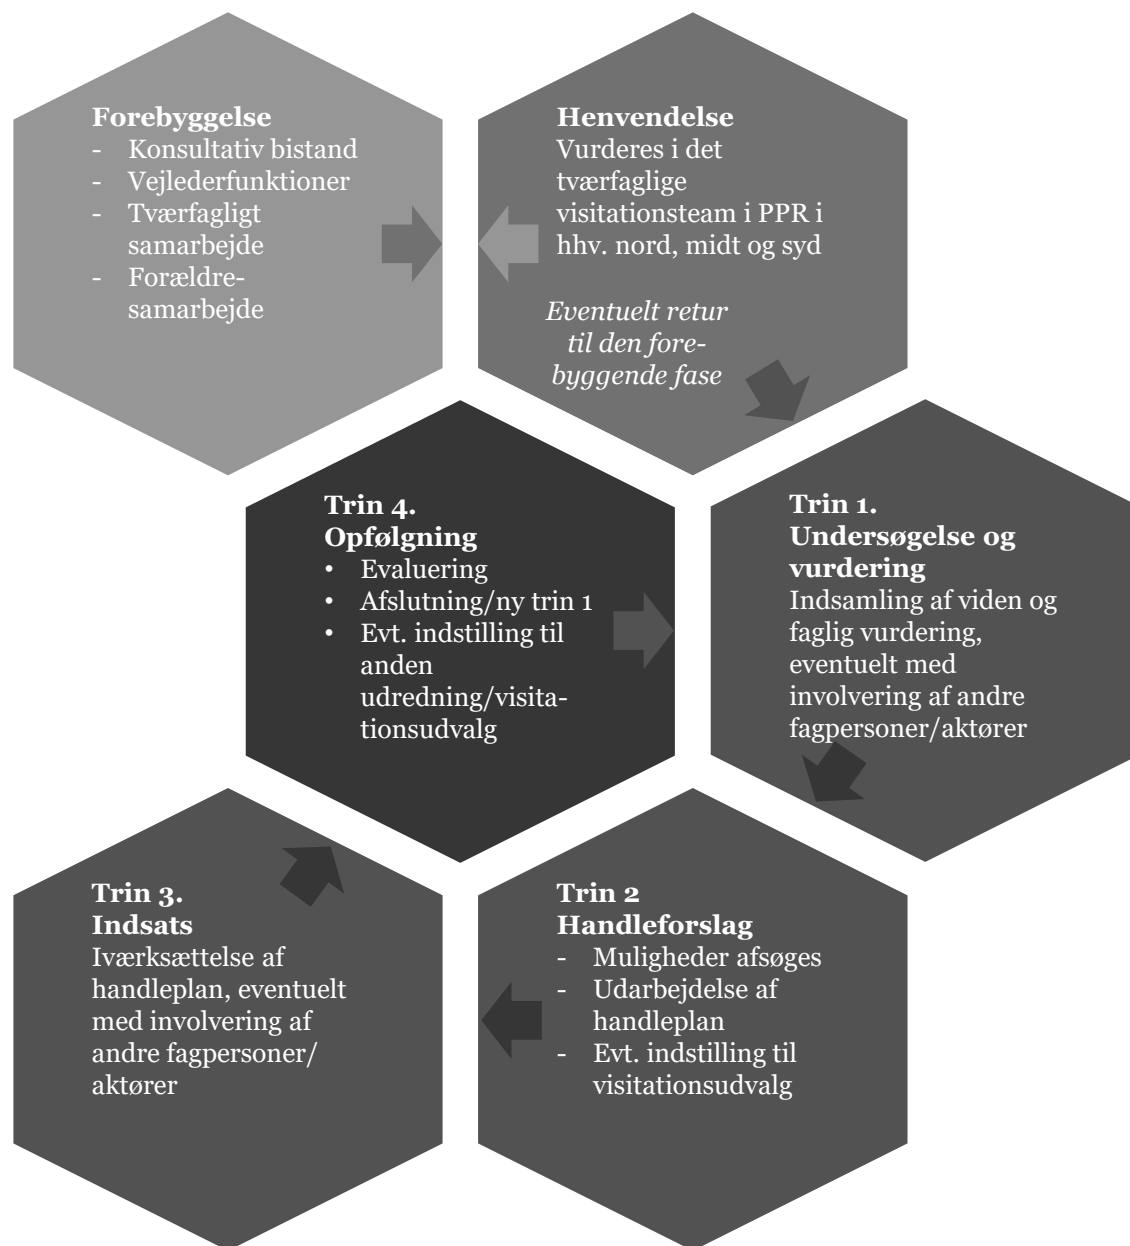 Forebyggelse
- Konsultativ bistand
- Vejlederfunktioner
- Tværfagligt
samarbejde
- Forældre-
samarbejde
Henvendelse
Vurderes i det
tværfaglige
visitationsteam i PPR i
hhv. nord, midt og syd
Eventuelt retur
til den fore-
byggende fase
Trin 1.
Undersøgelse og
vurdering
Indsamling af viden og
faglig vurdering,
eventuelt med
involvering af andre
fagpersoner/aktører
Trin 2
Handleforslag
- Muligheder afsøges
- Udarbejdelse af
handleplan
- Evt. indstilling til
visitationsudvalg
Trin 3.
Indsats
Iværksættelse af
handleplan, eventuelt
med involvering af
andre fagpersoner/
aktører
Trin 4.
Opfølgning
• Evaluering
• Afslutning/ny trin 1
• Evt. indstilling til
anden
udredning/visita-
tionsudvalg